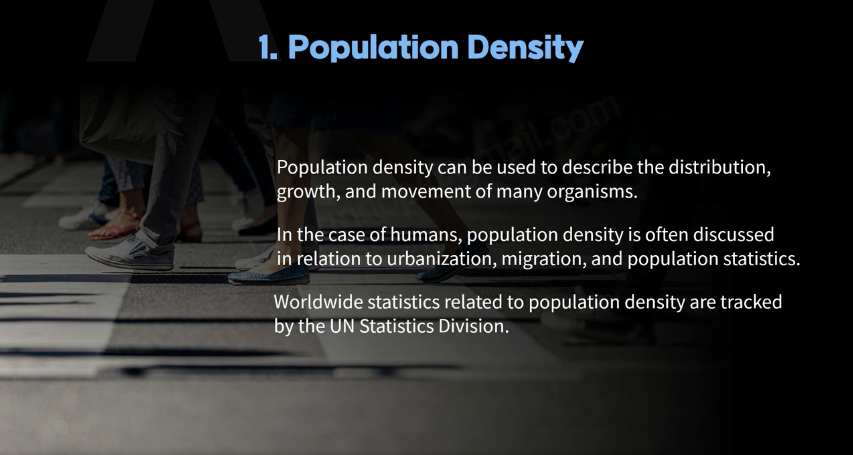 1. Population Density
Population density can be used to describe the distribution,
growth, and movement of many organisms.
In the case of humans, population density is often discussed
in relation to urbanization, migration, and population statistics.
Worldwide statistics related to population density are tracked
by the UN Statistics Division.